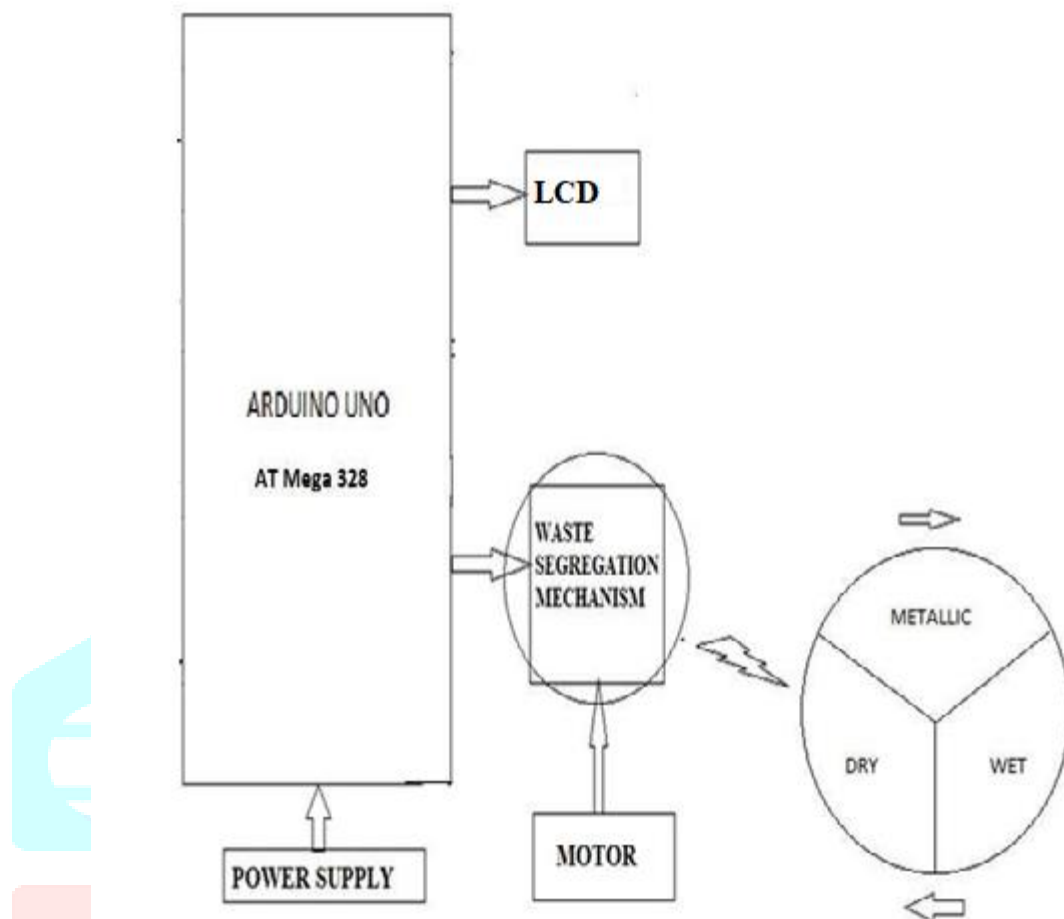 LCD
ARDUINO UNO
AT Mega 328
WASTE
SEGREGATION
MECHANISM
METALLIC
DRY
WET
MOTOR
POWER SUPPLY